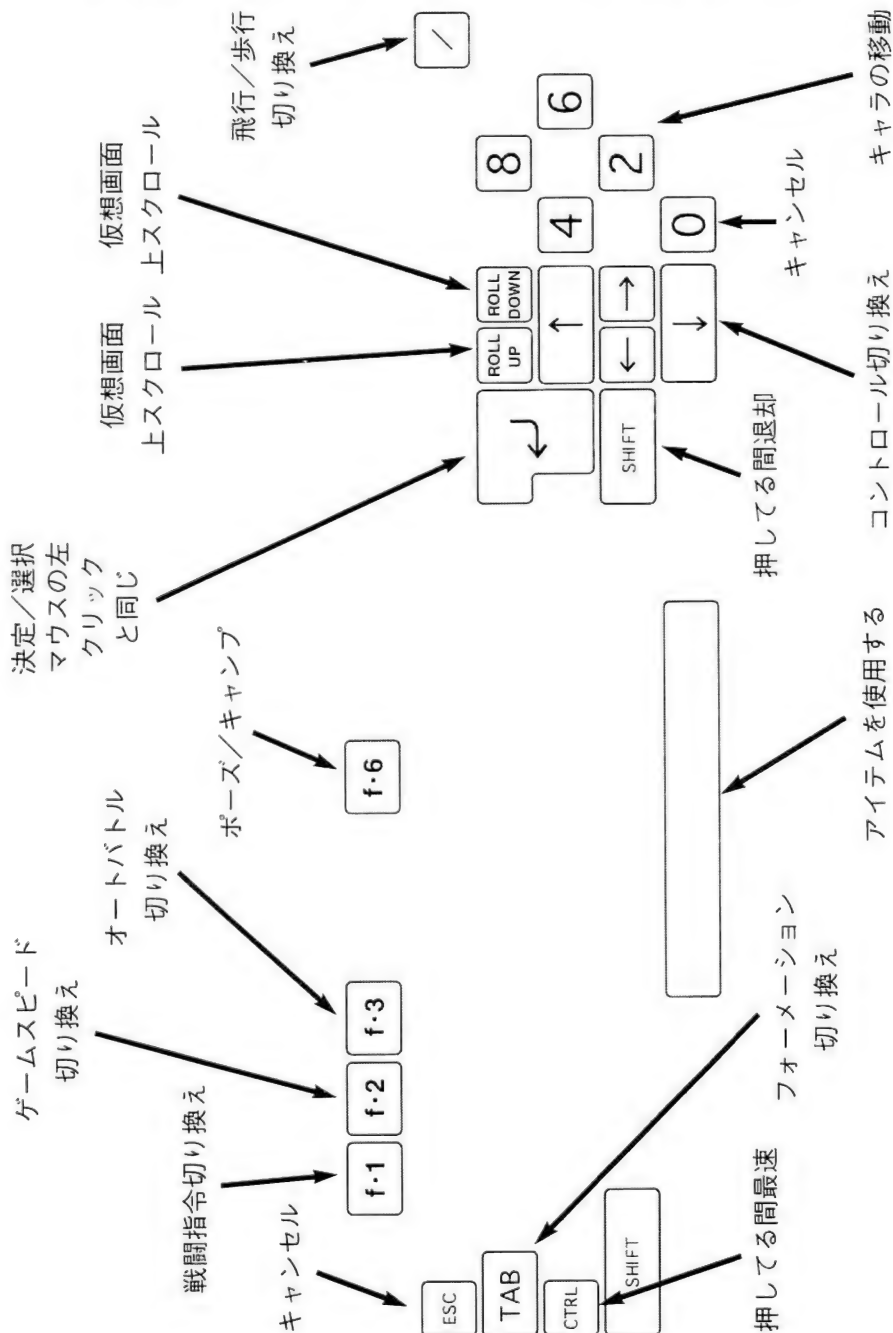 ゲームスピード
切り換え
オートバトル
切り換え
戦闘指令切り換え
キャンセル
ポーズ/キャンプ
決定/選択
マウスの左
クリック
と同じ
仮想画面
上スクロール
仮想画面
上スクロール
飛行/歩行
切り換え
f・1
f・2
f・3
f・6
/
ESC
TAB
CTRL
SHIFT
ROLL
UP
ROLL
DOWN
↑
←
→
↓
SHIFT
8
4
6
2
0
押してる間最速
フォーメーション
切り換え
アイテムを使用する
押してる間退却
コントロール切り換え
キャンセル
キャラの移動